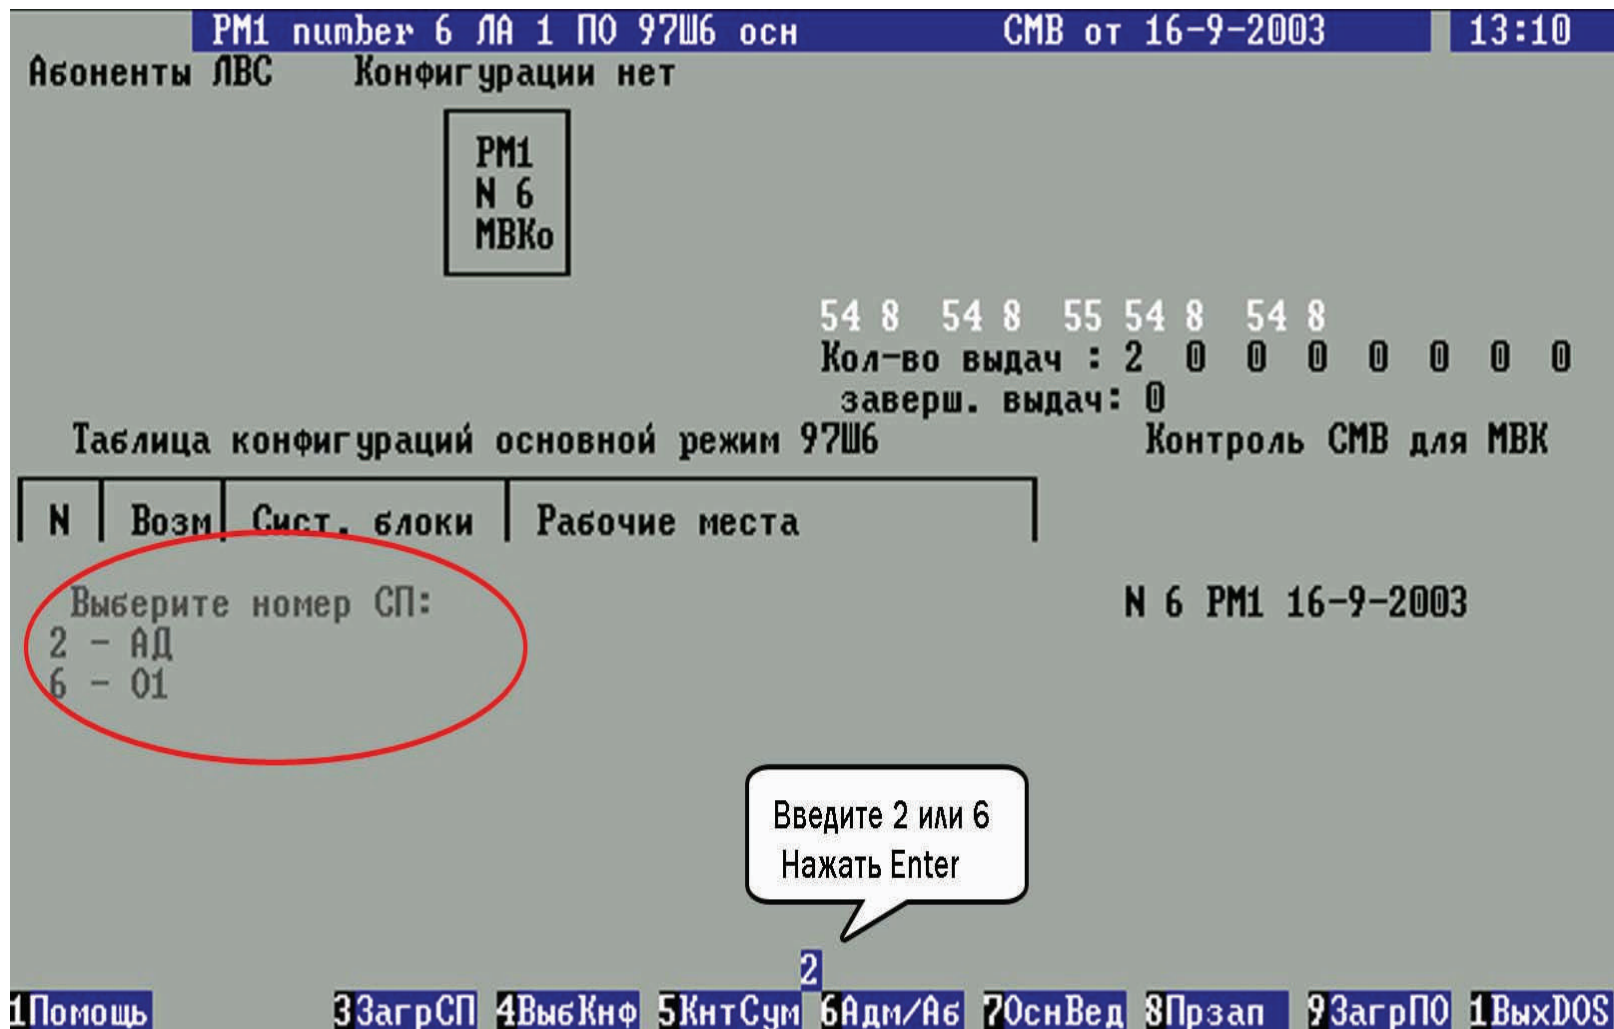 РМ1 number 6 ЛА 1 ПО 97Ш6 осн СМВ от 16-9-2003 13:10
Абоненты ЛВС Конфигурации нет
РМ1
N 6
МВКо
54 8 54 8 55 54 8 54 8
Кол-во выдач : 2 0 0 0 0 0 0 0
заверш. выдач: 0
Таблица конфигураций основной режим 97Ш6 Контроль СМВ для МВК
N Возм Сист. блоки Рабочие места
Выберите номер СП:
N 6 РМ1 16-9-2003
2 - АД
6 - О1
Введите 2 или 6
Нажать Enter
2
1Помощь 3ЗагрСП 4ВыбКнф 5КнтСум 6Адм/Аб 7ОснВед 8Прзап 9ЗагрПО 1ВыхDOS